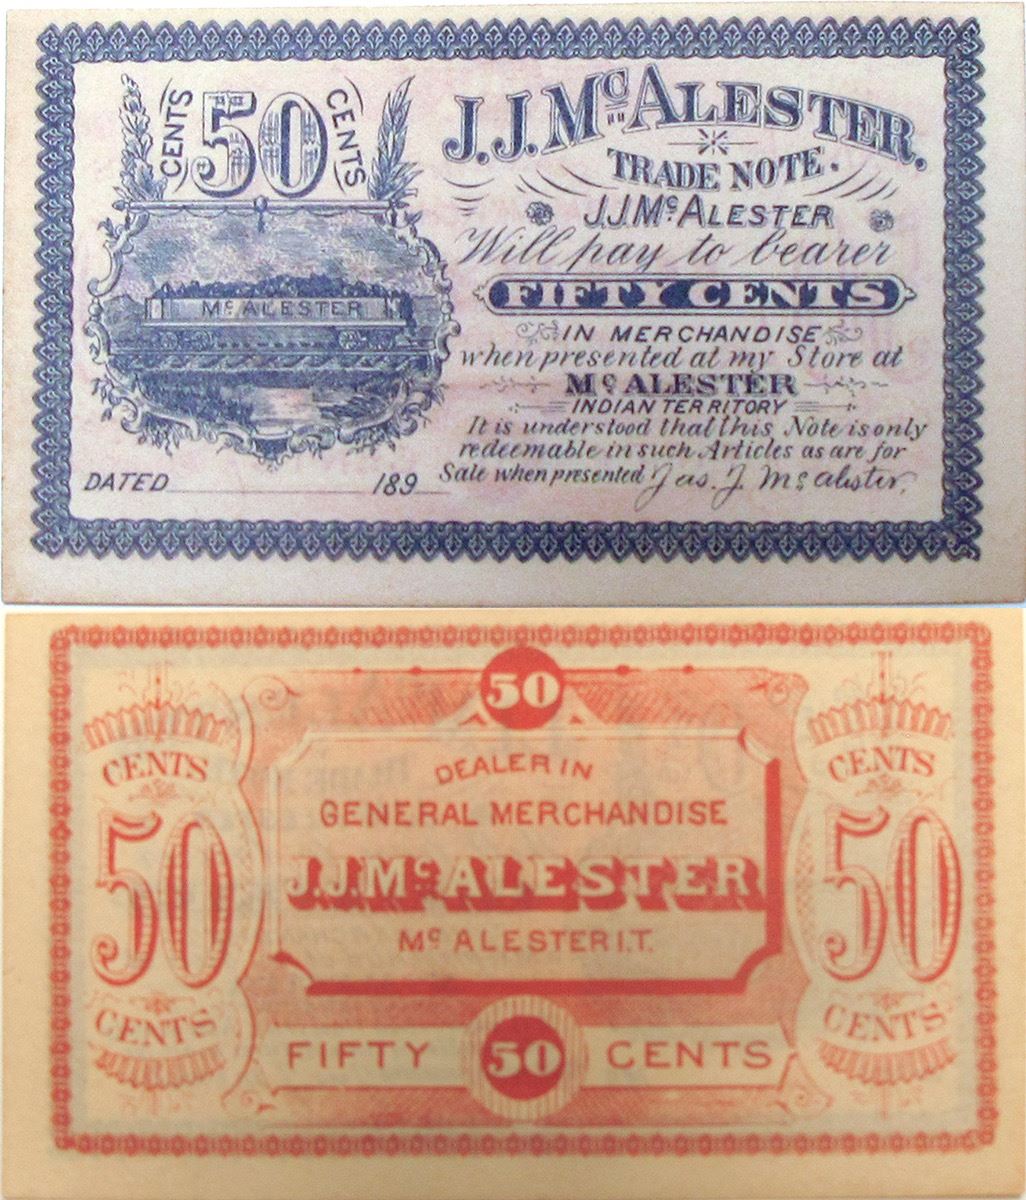 CENTS 50 CENTS
J.J. McALESTER.
TRADE NOTE.
J.J. McALESTER
Will pay to bearer
FIFTY CENTS
IN MERCHANDISE
when presented at my Store at
McALESTER
INDIAN TERRITORY
It is understood that this Note is only
redeemable in such Articles as are for
Sale when presented Jas. J. McAlester.
McALESTER
DATED 189
50
CENTS
50
CENTS
DEALER IN
GENERAL MERCHANDISE
J.J. McALESTER
McALESTER I.T.
CENTS
50
CENTS
FIFTY 50 CENTS